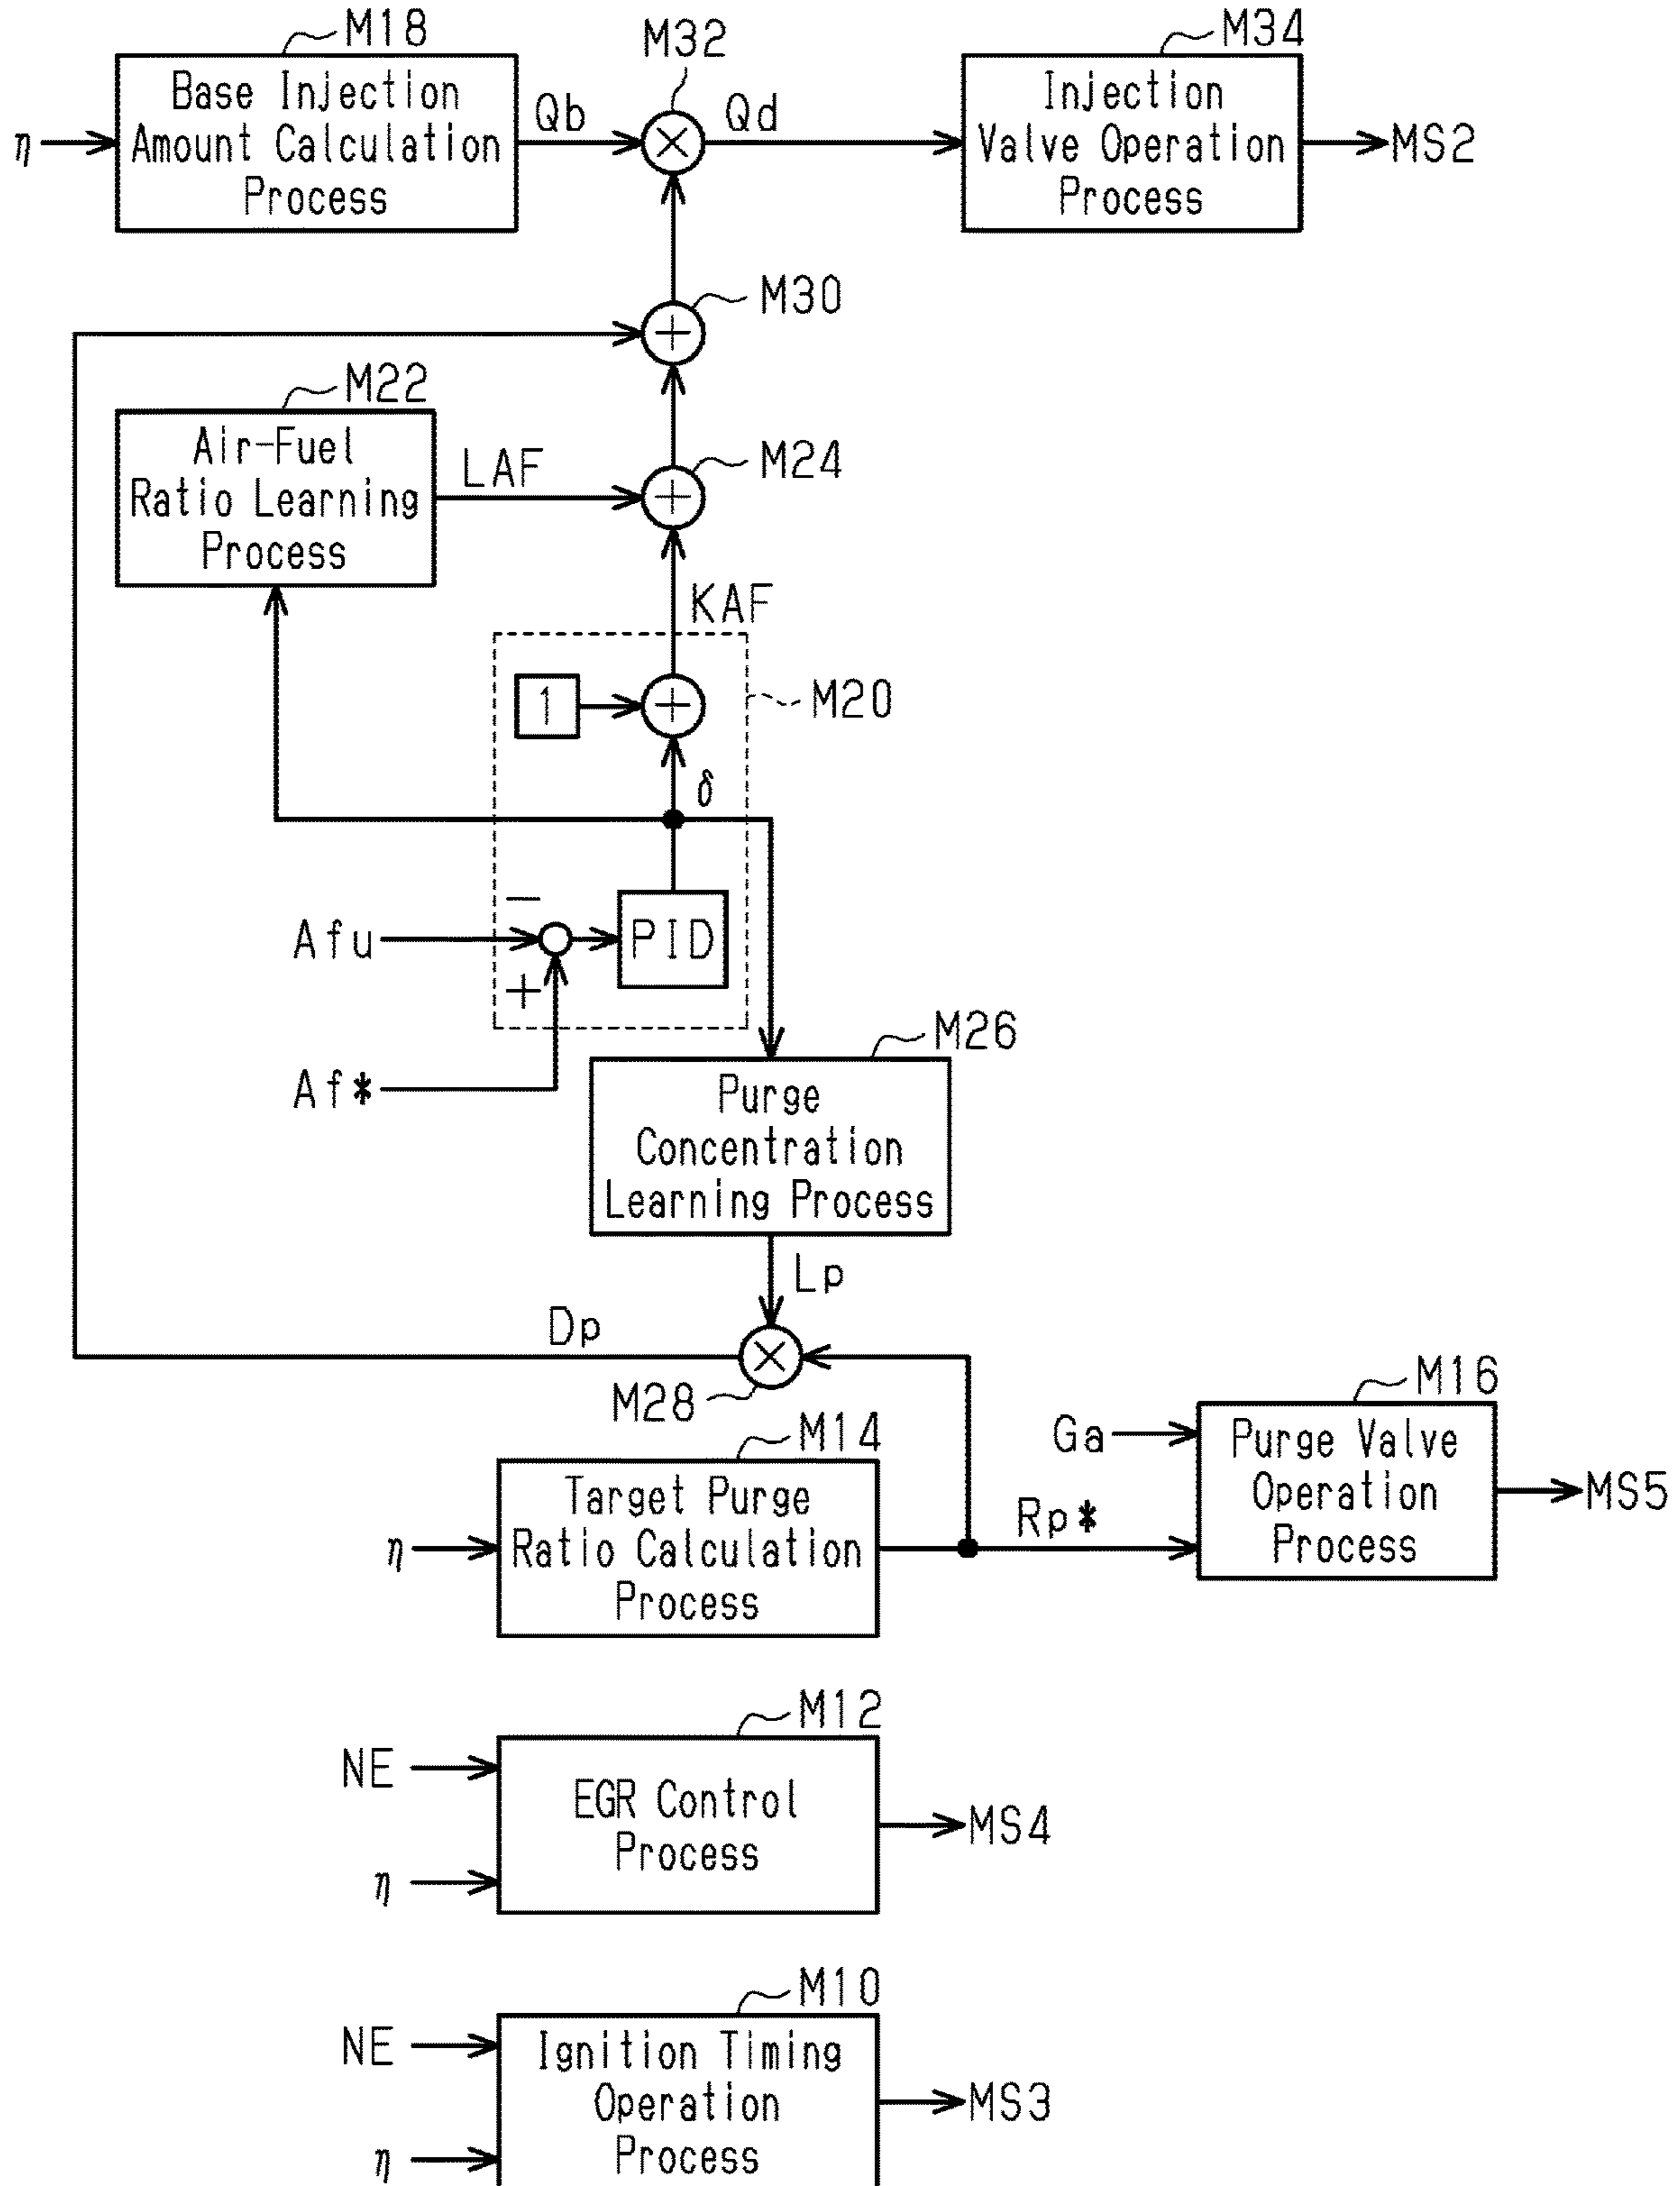 M18
M32
M34
Base Injection
Amount Calculation
Process
η
Qb
×
Qd
Injection
Valve Operation
Process
MS2
M30
+
M22
Air-Fuel
Ratio Learning
Process
LAF
M24
+
KAF
1
+
M20
δ
−
Afu
PID
+
Af*
M26
Purge
Concentration
Learning Process
Lp
Dp
×
M28
M16
Ga
Purge Valve
Operation
Process
MS5
M14
Target Purge
Ratio Calculation
Process
η
Rp*
M12
NE
EGR Control
Process
η
MS4
M10
NE
Ignition Timing
Operation
Process
η
MS3